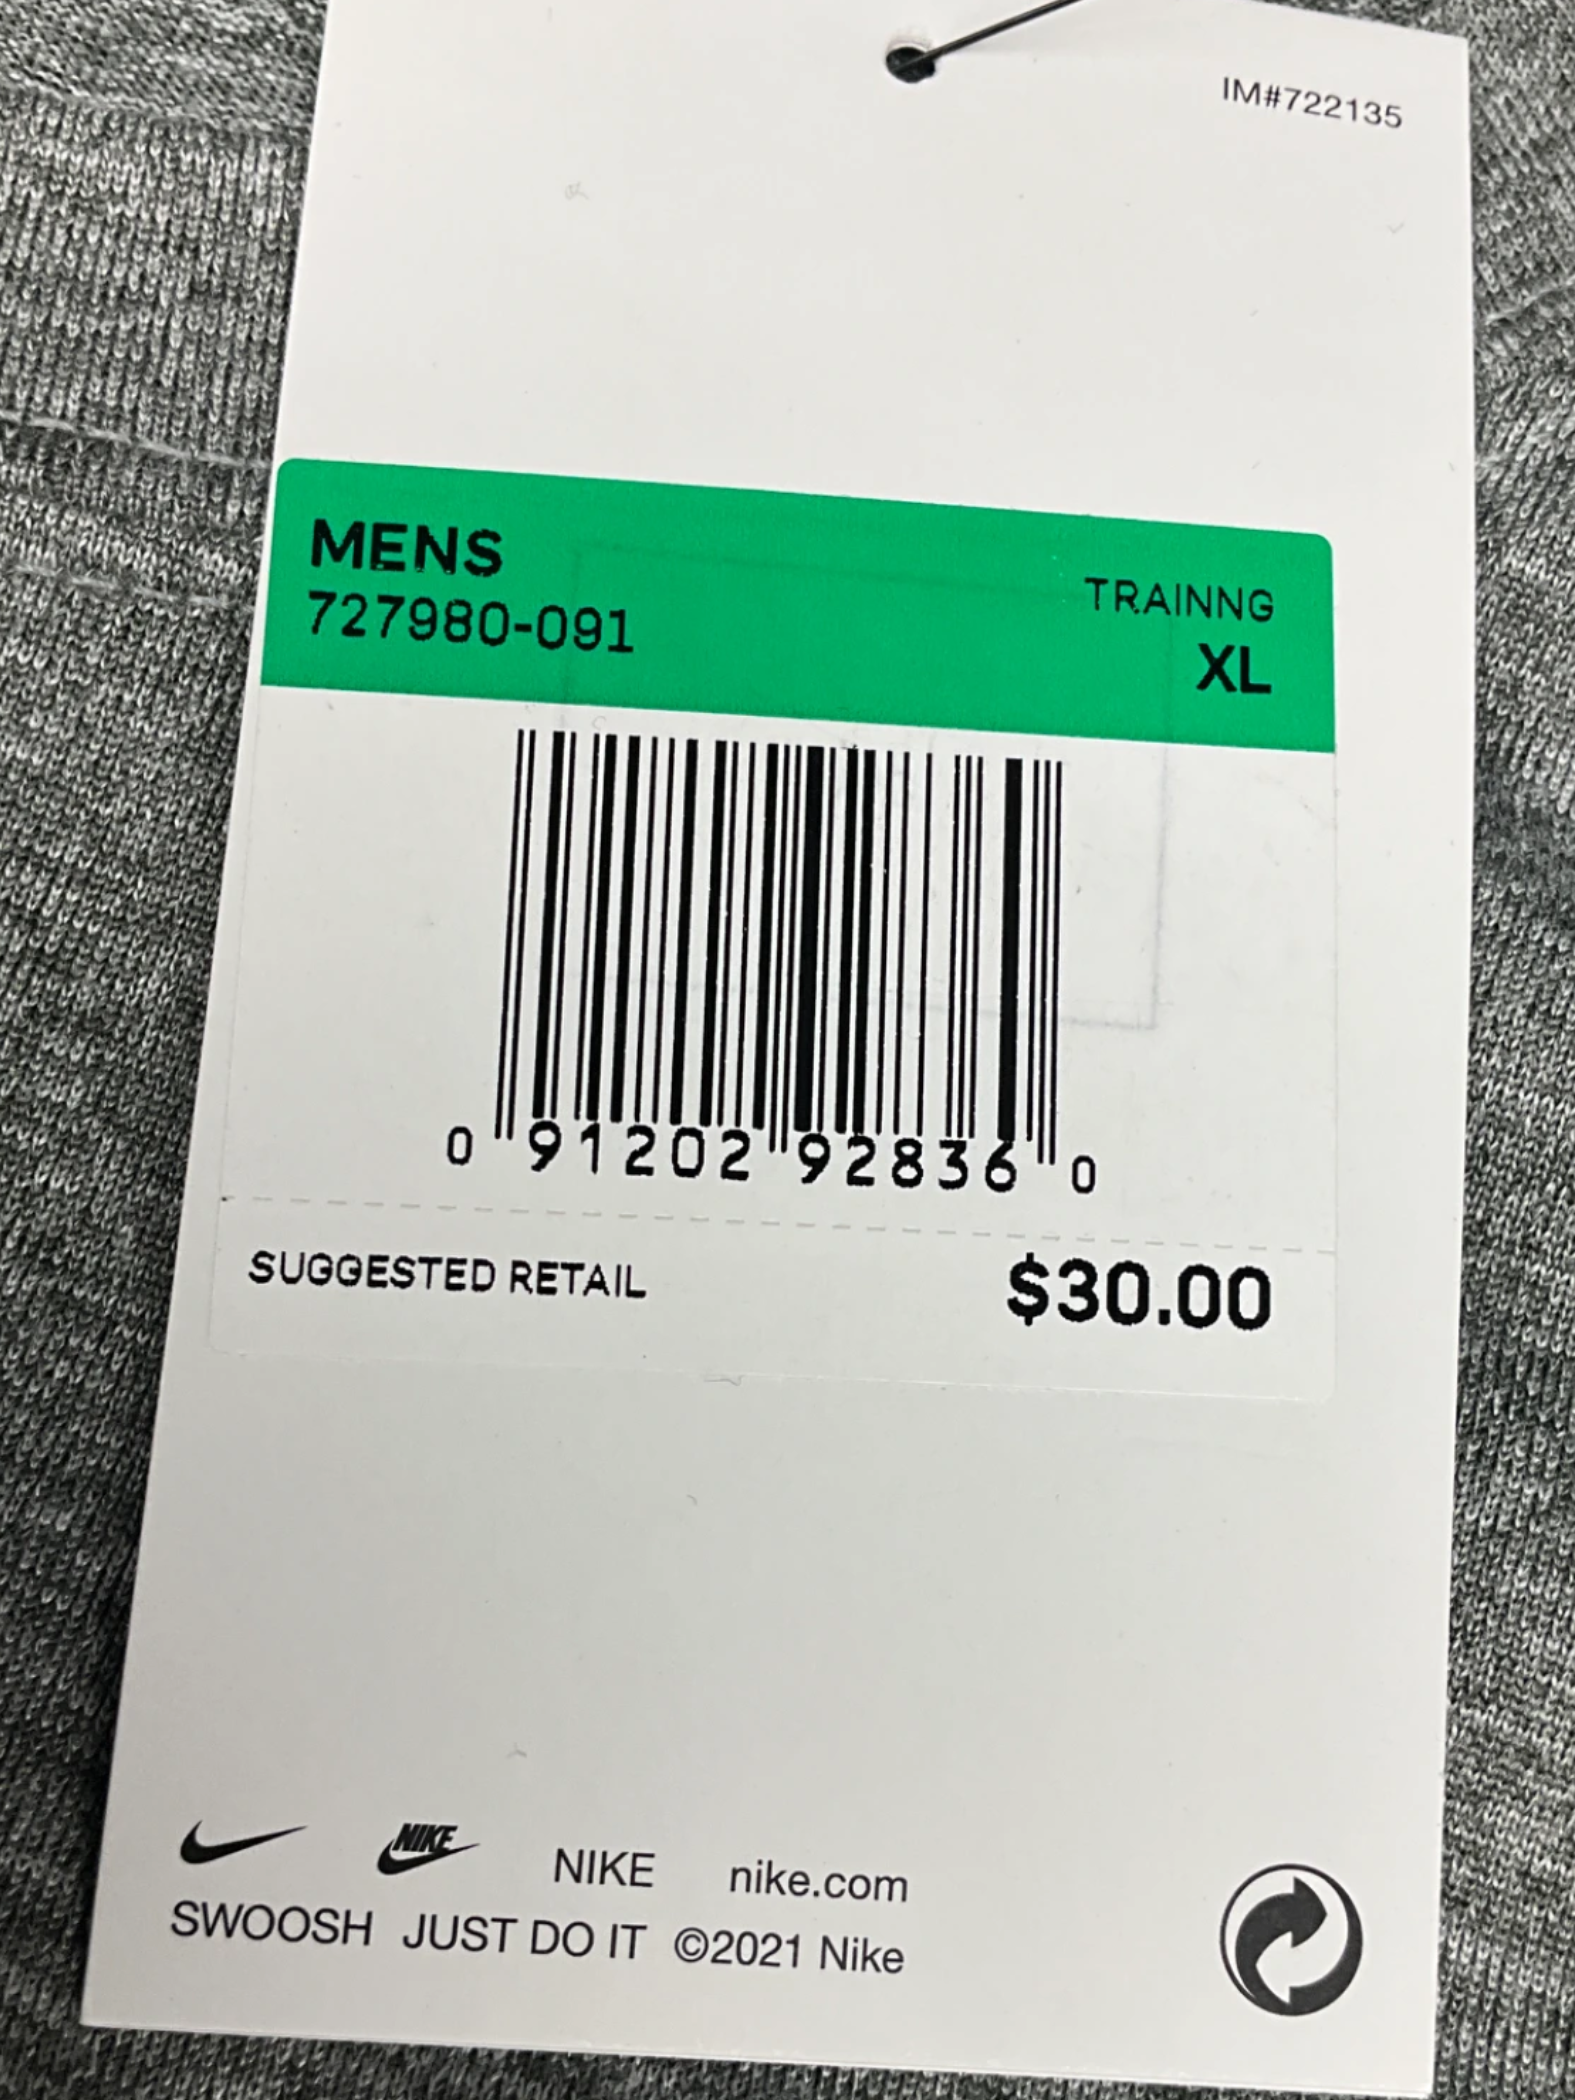 IM#722135
MENS
TRAINNG
727980-091
XL
0 91202 92836 0
SUGGESTED RETAIL $30.00
NIKE NIKE nike.com
SWOOSH JUST DO IT ©2021 Nike